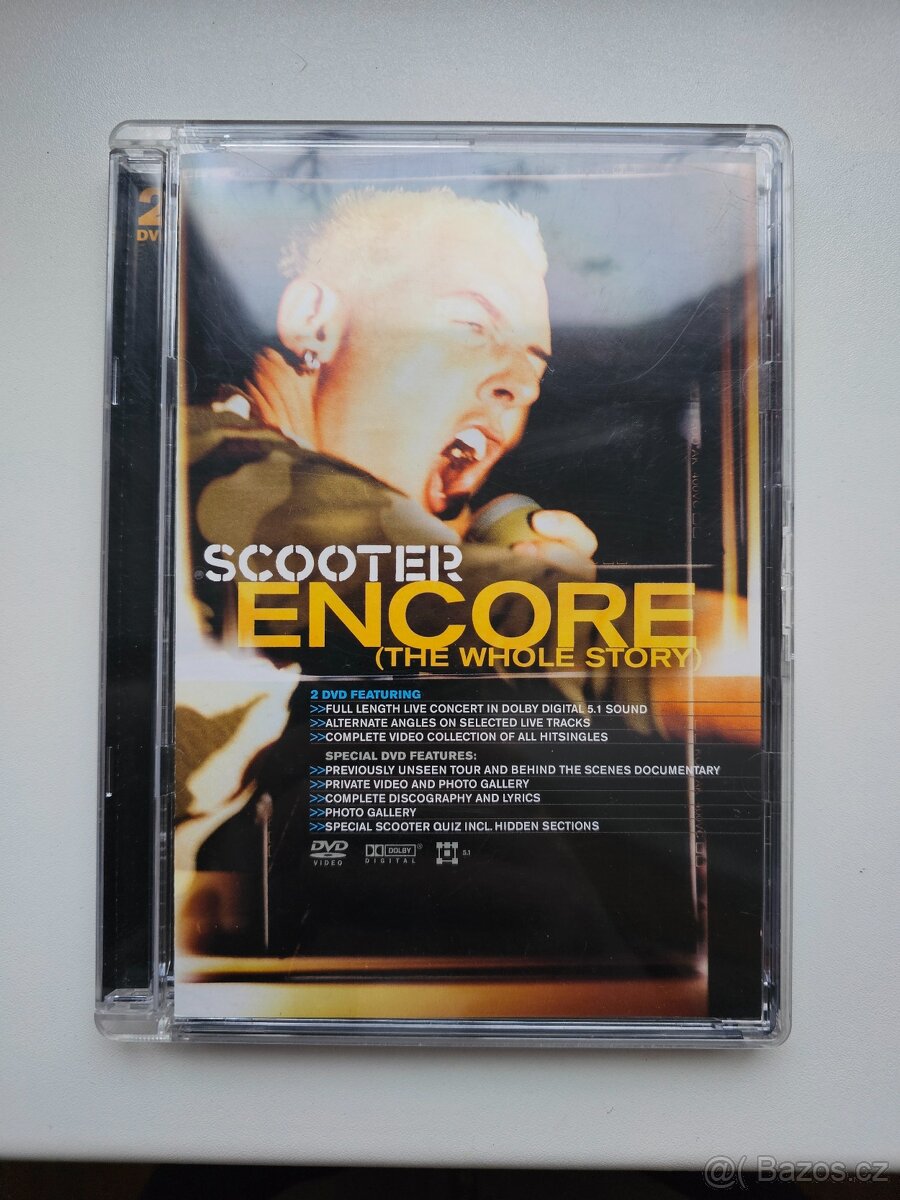 2
DV
SCOOTER
ENCORE
(THE WHOLE STORY)
2 DVD FEATURING
>>FULL LENGTH LIVE CONCERT IN DOLBY DIGITAL 5.1 SOUND
>>ALTERNATE ANGLES ON SELECTED LIVE TRACKS
>>COMPLETE VIDEO COLLECTION OF ALL HITSINGLES
SPECIAL DVD FEATURES:
>>PREVIOUSLY UNSEEN TOUR AND BEHIND THE SCENES DOCUMENTARY
>>PRIVATE VIDEO AND PHOTO GALLERY
>>COMPLETE DISCOGRAPHY AND LYRICS
>>PHOTO GALLERY
>>SPECIAL SCOOTER QUIZ INCL. HIDDEN SECTIONS
DVD
VIDEO
DOLBY®
DIGITAL
5.1
@( Bazos.cz